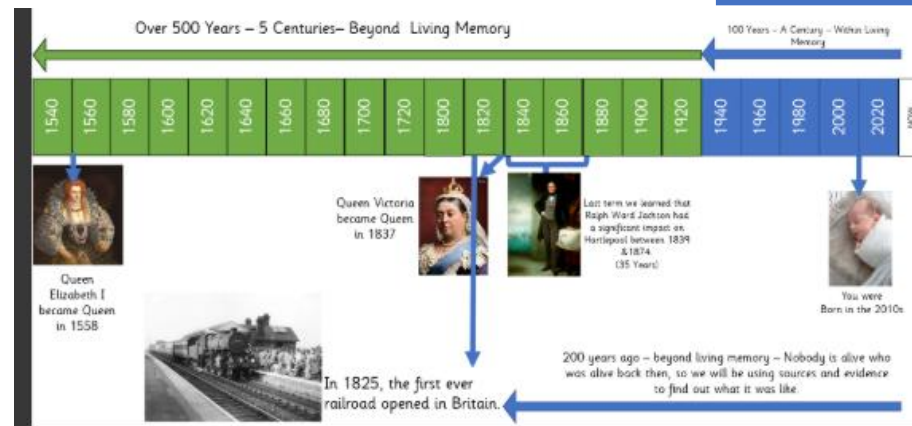 Over 500 Years – 5 Centuries– Beyond Living Memory
100 Years – A Century – Within Living
Memory
1540
1560
1580
1600
1620
1640
1660
1680
1700
1720
1800
1820
1840
1860
1880
1900
1920
1940
1960
1980
2000
2020
NOW
Queen
Elizabeth I
became Queen
in 1558
Queen Victoria
became Queen
in 1837
Last term we learned that
Ralph Ward Jackson had
a significant impact on
Hartlepool between 1839
&1874.
(35 Years)
You were
Born in the 2010s
In 1825, the first ever
railroad opened in Britain.
200 years ago – beyond living memory – Nobody is alive who
was alive back then, so we will be using sources and evidence
to find out what it was like.